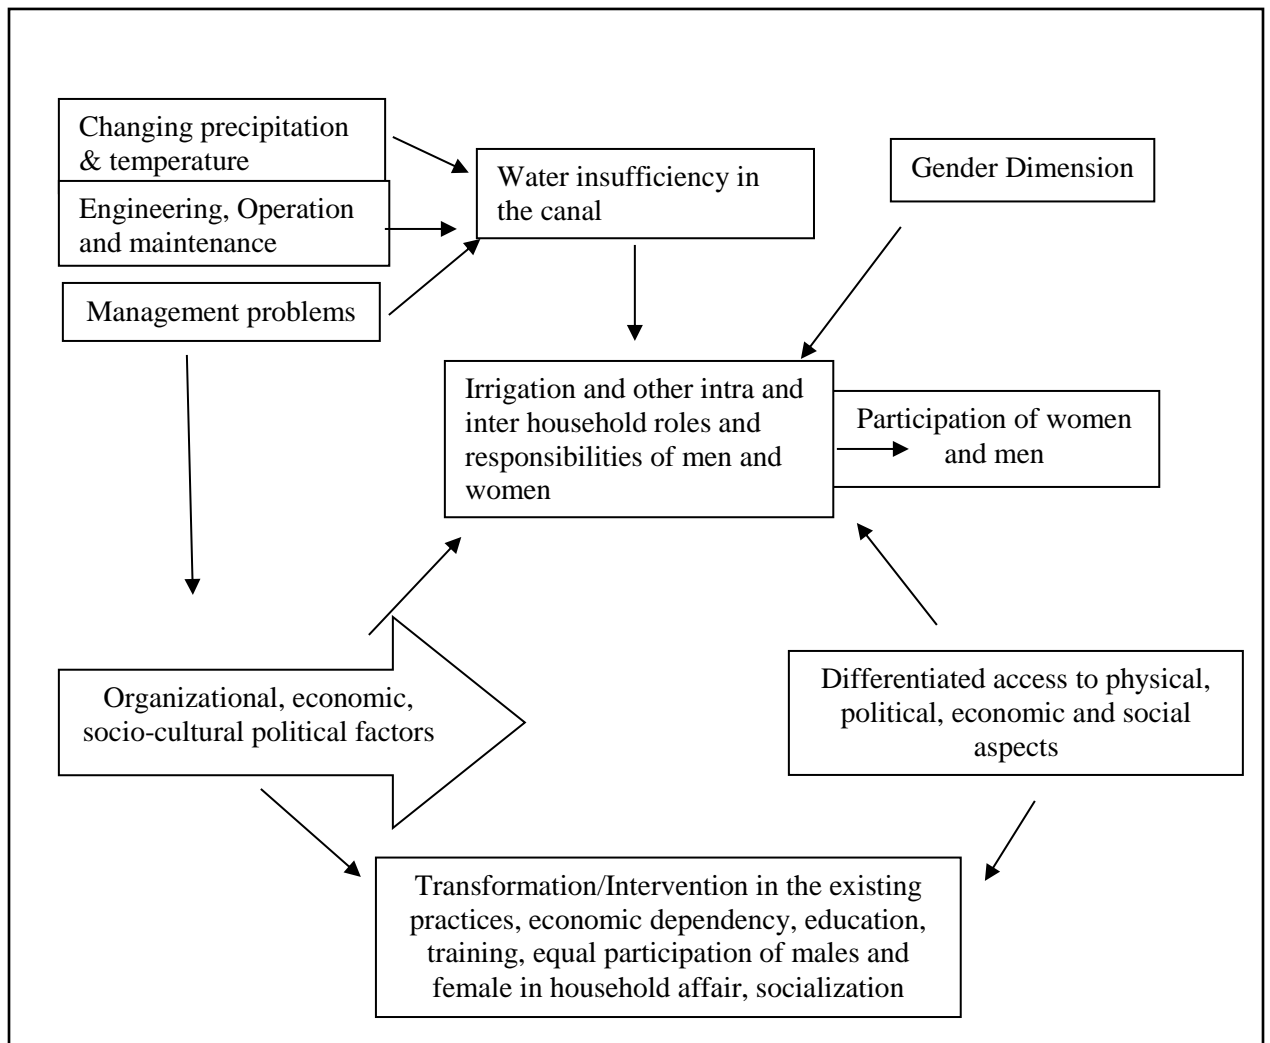 Changing precipitation
& temperature
Engineering, Operation
and maintenance
Management problems
Water insufficiency in
the canal
Gender Dimension
Irrigation and other intra and
inter household roles and
responsibilities of men and
women
Participation of women
and men
Organizational, economic,
socio-cultural political factors
Differentiated access to physical,
political, economic and social
aspects
Transformation/Intervention in the existing
practices, economic dependency, education,
training, equal participation of males and
female in household affair, socialization